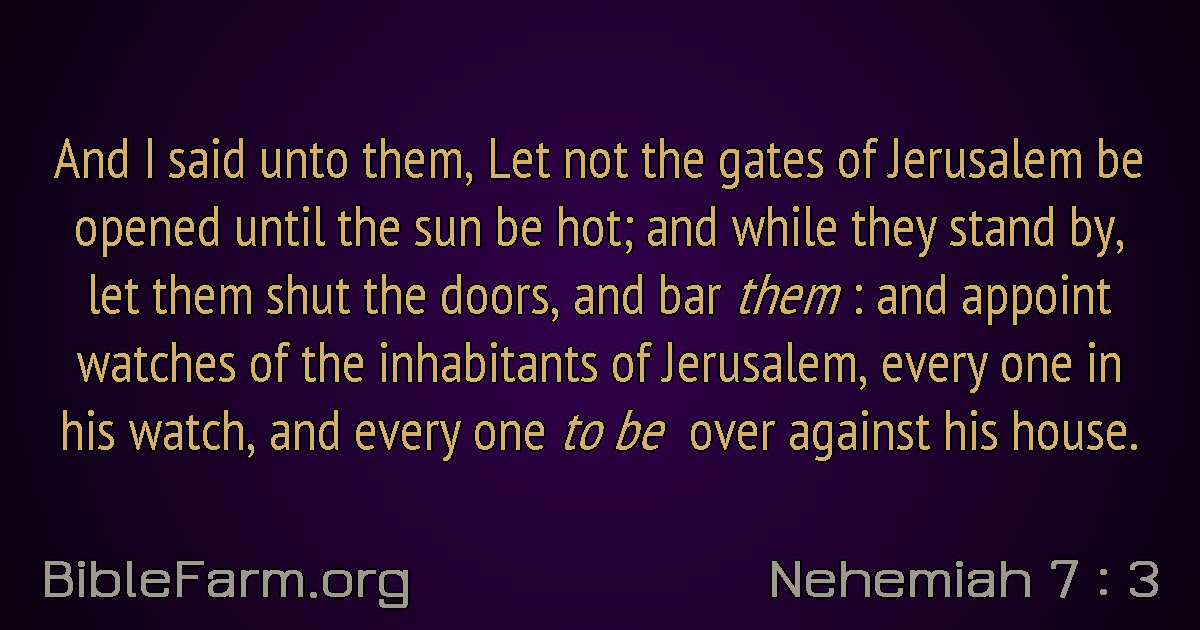 And I said unto them, Let not the gates of Jerusalem be
opened until the sun be hot; and while they stand by,
let them shut the doors, and bar them : and appoint
watches of the inhabitants of Jerusalem, every one in
his watch, and every one to be over against his house.
BibleFarm.org
Nehemiah 7 : 3